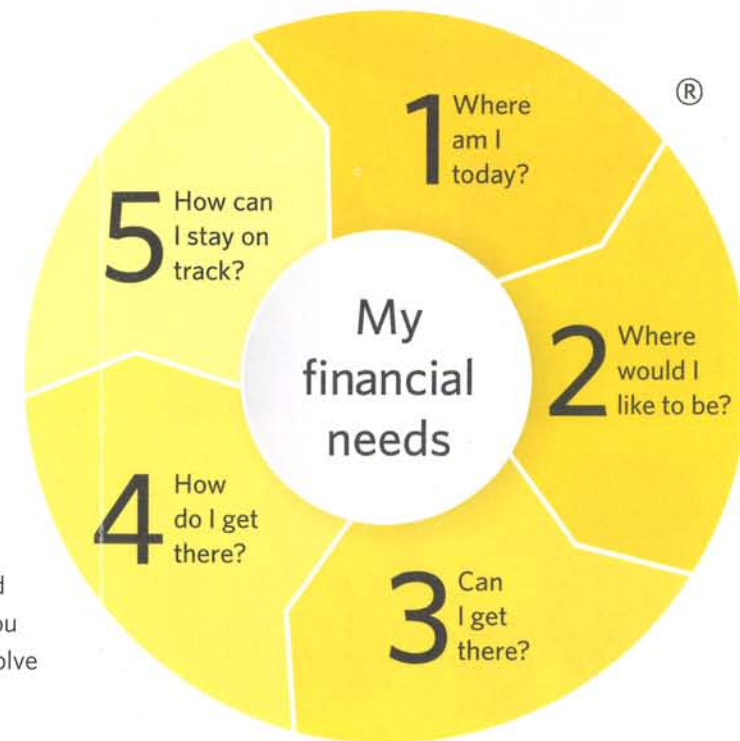 ®
1 Where
am I
today?
2 Where
would I
like to be?
3 Can
I get
there?
4 How
do I get
there?
5 How can
I stay on
track?
My
financial
needs